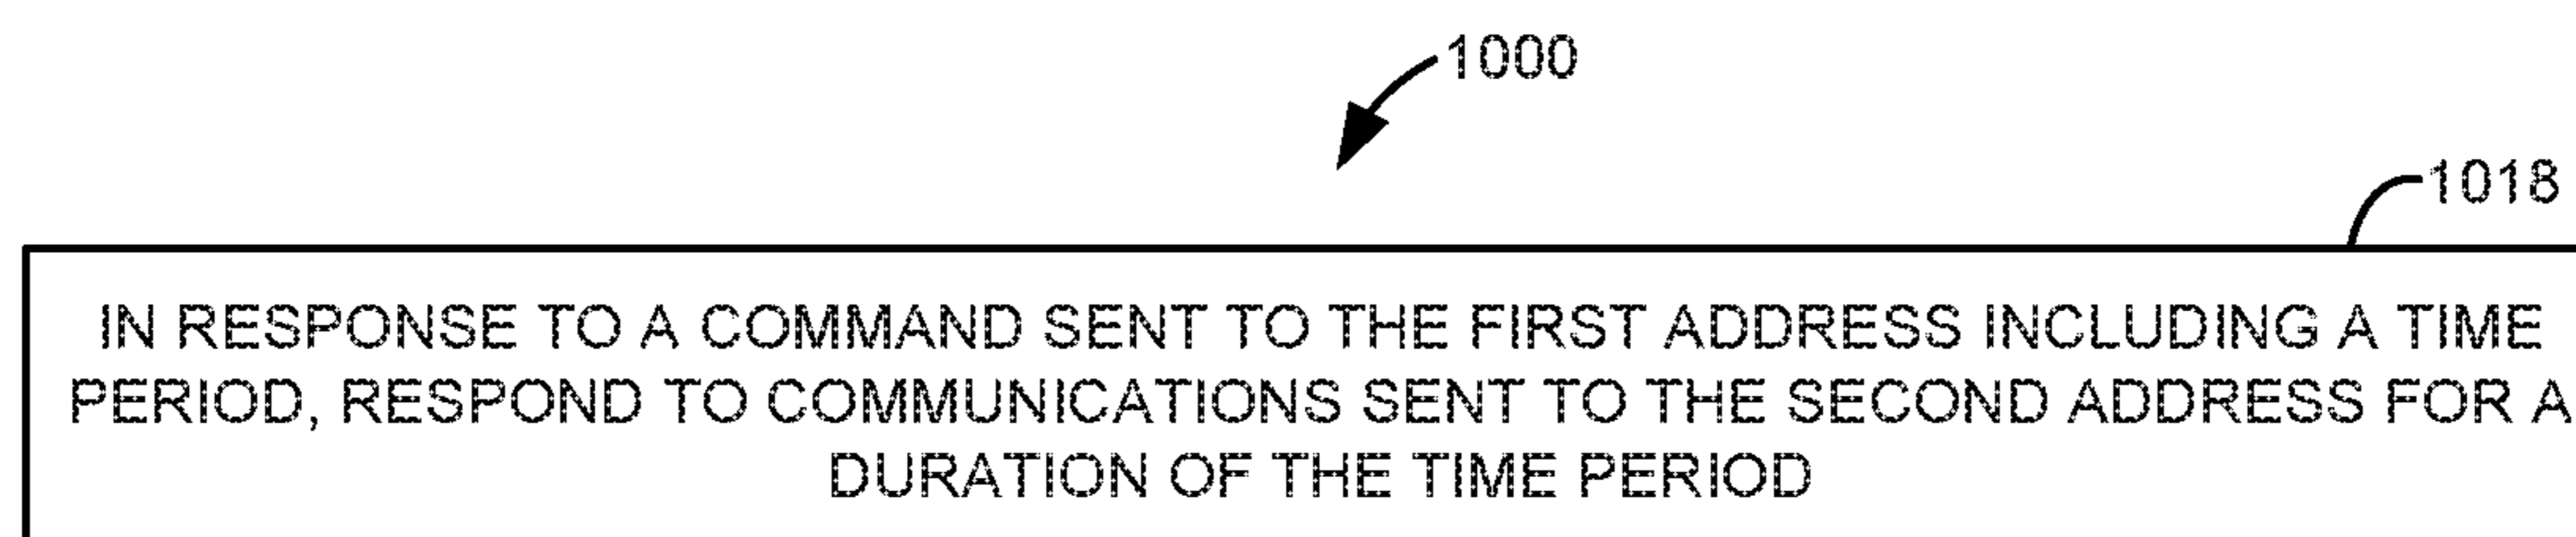 1000
1018
IN RESPONSE TO A COMMAND SENT TO THE FIRST ADDRESS INCLUDING A TIME
PERIOD, RESPOND TO COMMUNICATIONS SENT TO THE SECOND ADDRESS FOR A
DURATION OF THE TIME PERIOD